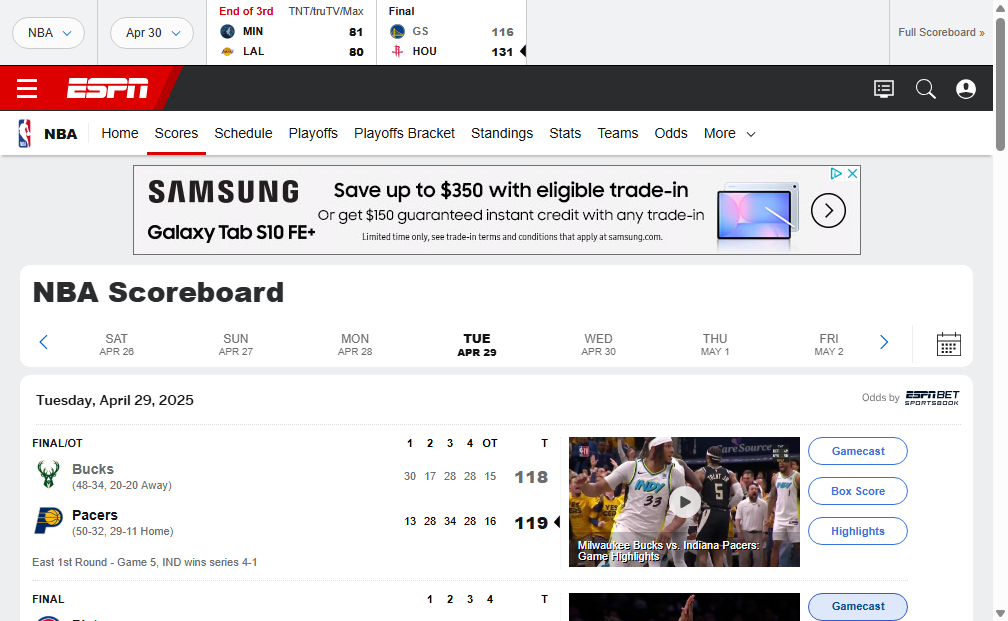 NBA
Apr 30
End of 3rd TNT/truTV/Max
MIN 81
LAL 80
Final
GS 116
HOU 131
Full Scoreboard »
ESPN
NBA Home Scores Schedule Playoffs Playoffs Bracket Standings Stats Teams Odds More
SAMSUNG
Galaxy Tab S10 FE+
Save up to $350 with eligible trade-in
Or get $150 guaranteed instant credit with any trade-in
Limited time only, see trade-in terms and conditions that apply at samsung.com.
NBA Scoreboard
SAT SUN MON TUE WED THU FRI
APR 26 APR 27 APR 28 APR 29 APR 30 MAY 1 MAY 2
Tuesday, April 29, 2025
Odds by ESPN BET SPORTSBOOK
FINAL/OT 1 2 3 4 OT T
Bucks 30 17 28 28 15 118
(48-34, 20-20 Away)
Pacers 13 28 34 28 16 119
(50-32, 29-11 Home)
East 1st Round - Game 5, IND wins series 4-1
INDY
33
5
Milwaukee Bucks vs. Indiana Pacers:
Game Highlights
Gamecast
Box Score
Highlights
FINAL 1 2 3 4 T
Gamecast